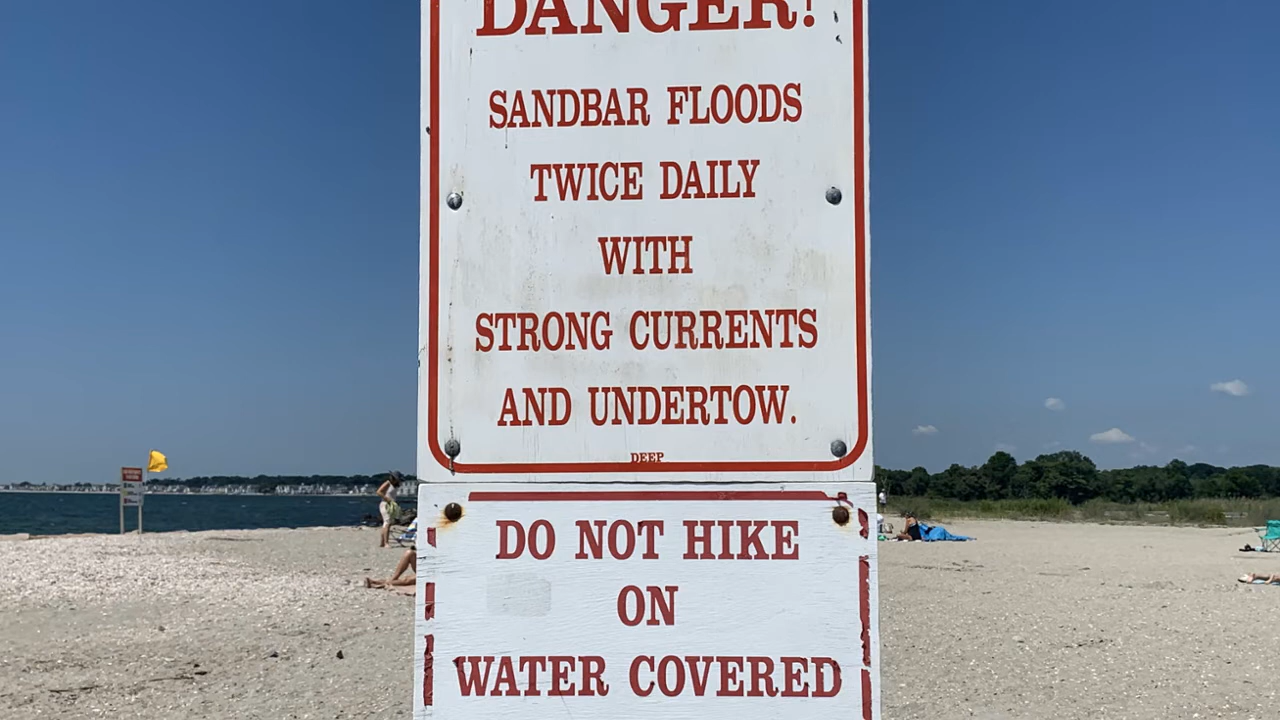 DANGER!
SANDBAR FLOODS
TWICE DAILY
WITH
STRONG CURRENTS
AND UNDERTOW.
DEEP
DO NOT HIKE
ON
WATER COVERED